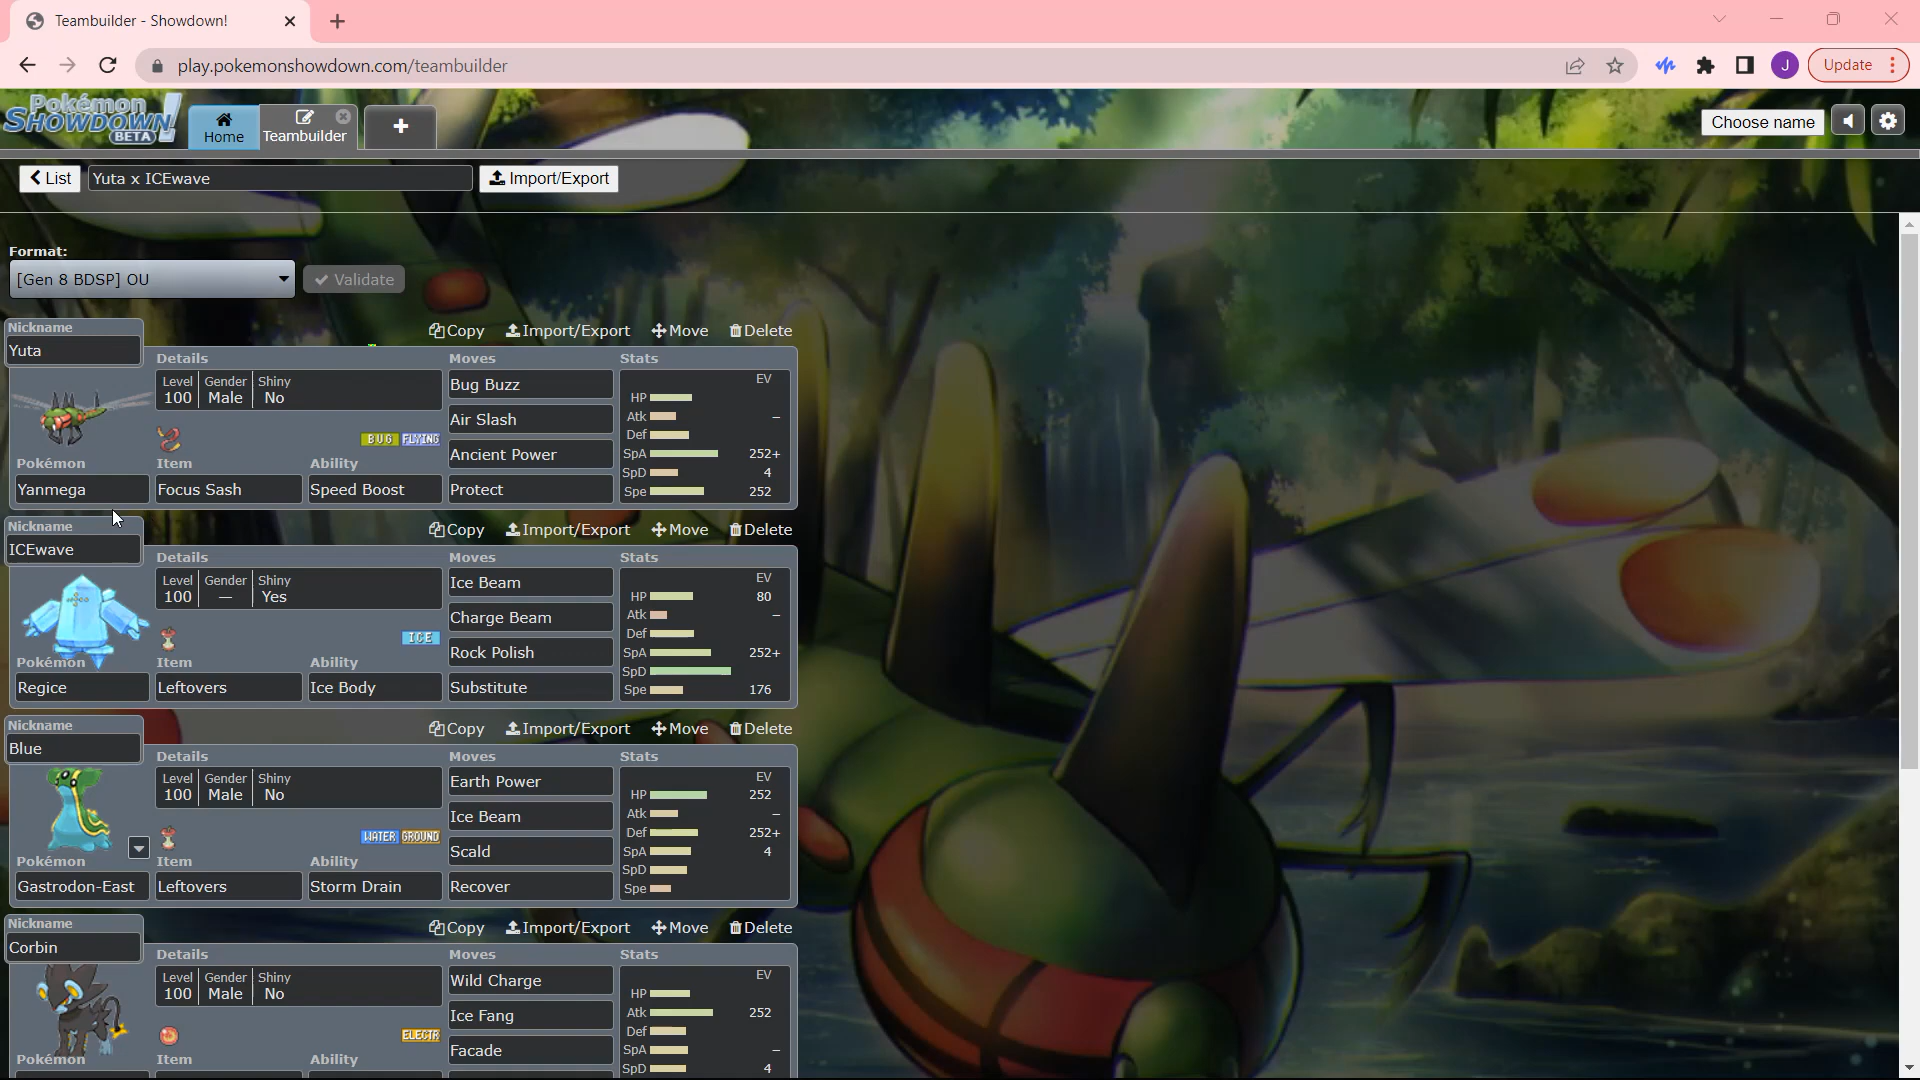 Teambuilder - Showdown!
play.pokemonshowdown.com/teambuilder
J
Update
Pokémon
Showdown!
BETA
Home
Teambuilder
Choose name
List
Yuta x ICEwave
Import/Export
Format:
[Gen 8 BDSP] OU
Validate
Nickname
Yuta
Copy Import/Export Move Delete
Details Moves Stats
Level Gender Shiny
100 Male No
BUG FLYING
Pokémon Item Ability
Yanmega Focus Sash Speed Boost
Bug Buzz
Air Slash
Ancient Power
Protect
EV
HP
Atk –
Def
SpA 252+
SpD 4
Spe 252
Nickname
ICEwave
Copy Import/Export Move Delete
Details Moves Stats
Level Gender Shiny
100 — Yes
ICE
Pokémon Item Ability
Regice Leftovers Ice Body
Ice Beam
Charge Beam
Rock Polish
Substitute
EV
HP 80
Atk –
Def
SpA 252+
SpD
Spe 176
Nickname
Blue
Copy Import/Export Move Delete
Details Moves Stats
Level Gender Shiny
100 Male No
WATER GROUND
Pokémon Item Ability
Gastrodon-East Leftovers Storm Drain
Earth Power
Ice Beam
Scald
Recover
EV
HP 252
Atk –
Def 252+
SpA 4
SpD
Spe
Nickname
Corbin
Copy Import/Export Move Delete
Details Moves Stats
Level Gender Shiny
100 Male No
ELECTR
Pokémon Item Ability
Wild Charge
Ice Fang
Facade
EV
HP
Atk 252
Def
SpA –
SpD 4